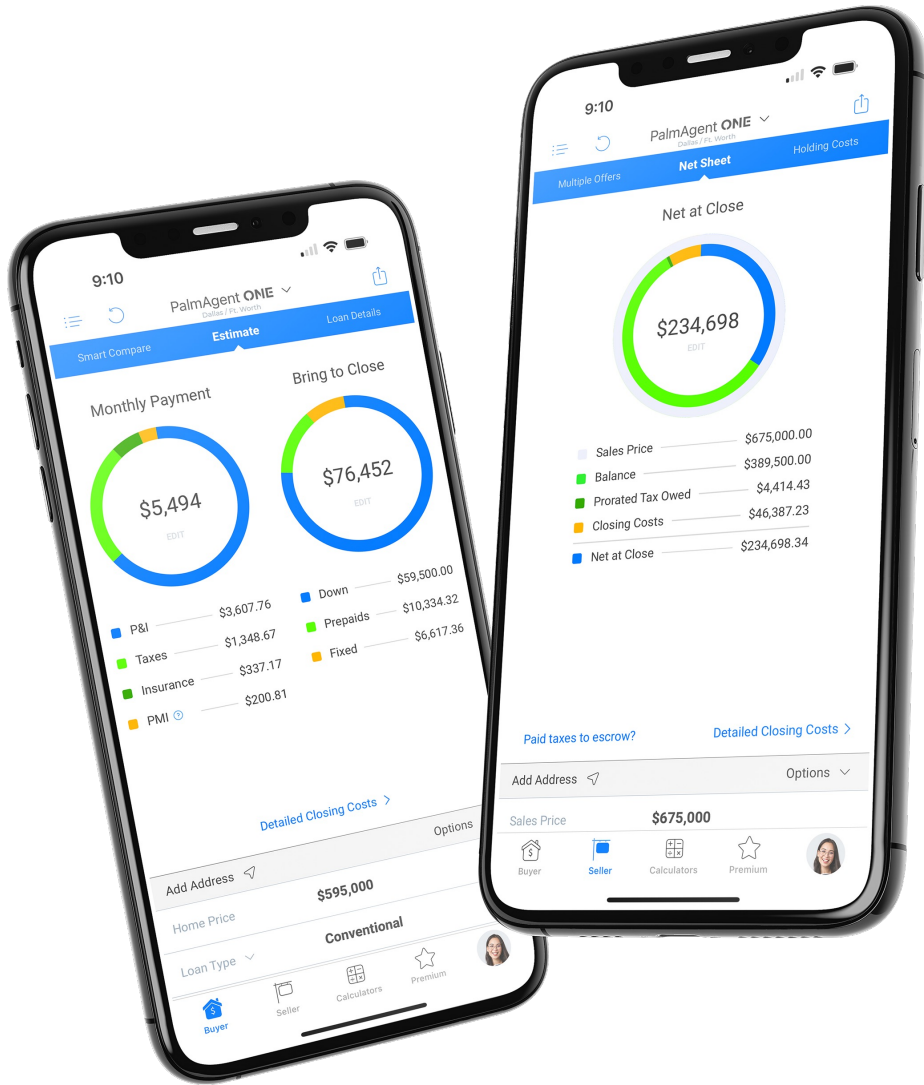 9:10
PalmAgent ONE
Dallas / Ft. Worth
Smart Compare Estimate Loan Details
Monthly Payment Bring to Close
$5,494 $76,452
EDIT EDIT
P&I $3,607.76 Down $59,500.00
Taxes $1,348.67 Prepaids $10,334.32
Insurance $337.17 Fixed $6,617.36
PMI ? $200.81
Detailed Closing Costs >
Add Address Options
Home Price $595,000
Loan Type Conventional
Buyer Seller Calculators Premium
9:10
PalmAgent ONE
Dallas / Ft. Worth
Multiple Offers Net Sheet Holding Costs
Net at Close
$234,698
EDIT
Sales Price $675,000.00
Balance $389,500.00
Prorated Tax Owed $4,414.43
Closing Costs $46,387.23
Net at Close $234,698.34
Paid taxes to escrow? Detailed Closing Costs >
Add Address Options
Sales Price $675,000
Buyer Seller Calculators Premium